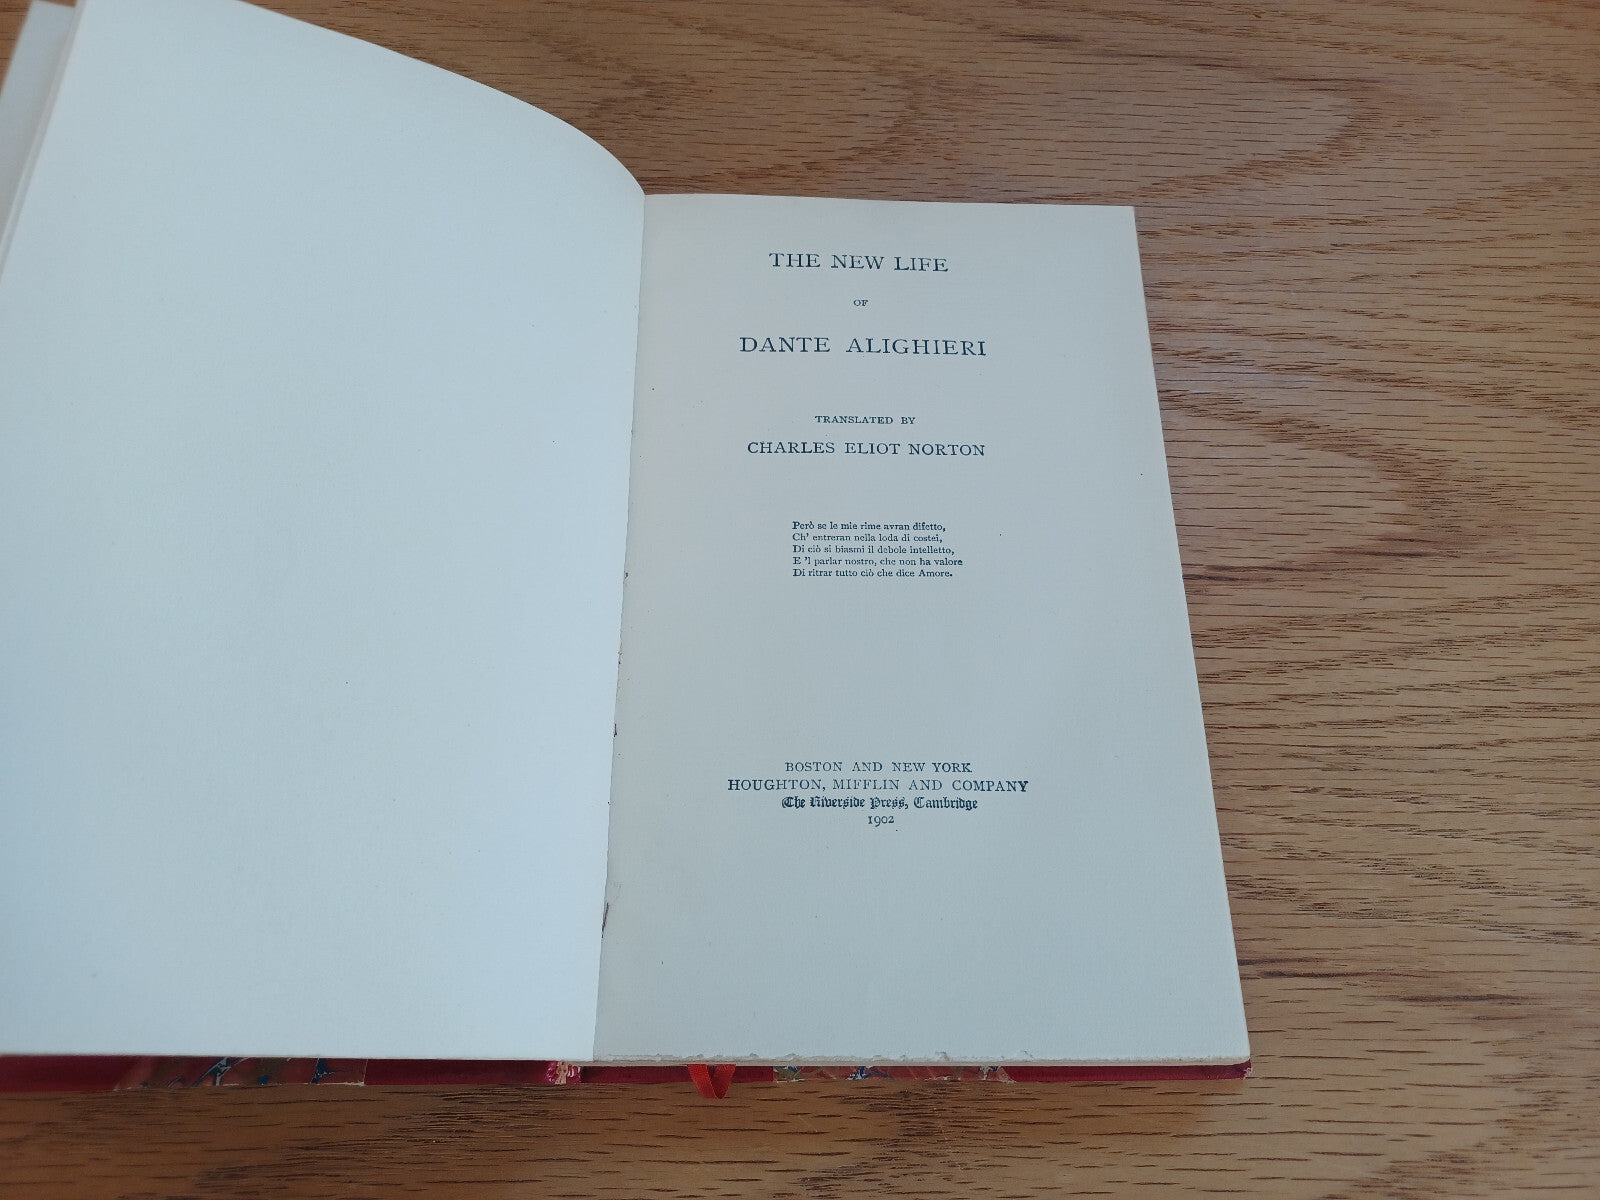 THE NEW LIFE
OF
DANTE ALIGHIERI
TRANSLATED BY
CHARLES ELIOT NORTON
Però se le mie rime avran difetto,
Ch' entreran nella loda di costei,
Di ciò si biasmi il debole intelletto,
E 'l parlar nostro, che non ha valore
Di ritrar tutto ciò che dice Amore.
BOSTON AND NEW YORK
HOUGHTON, MIFFLIN AND COMPANY
The Riverside Press, Cambridge
1902